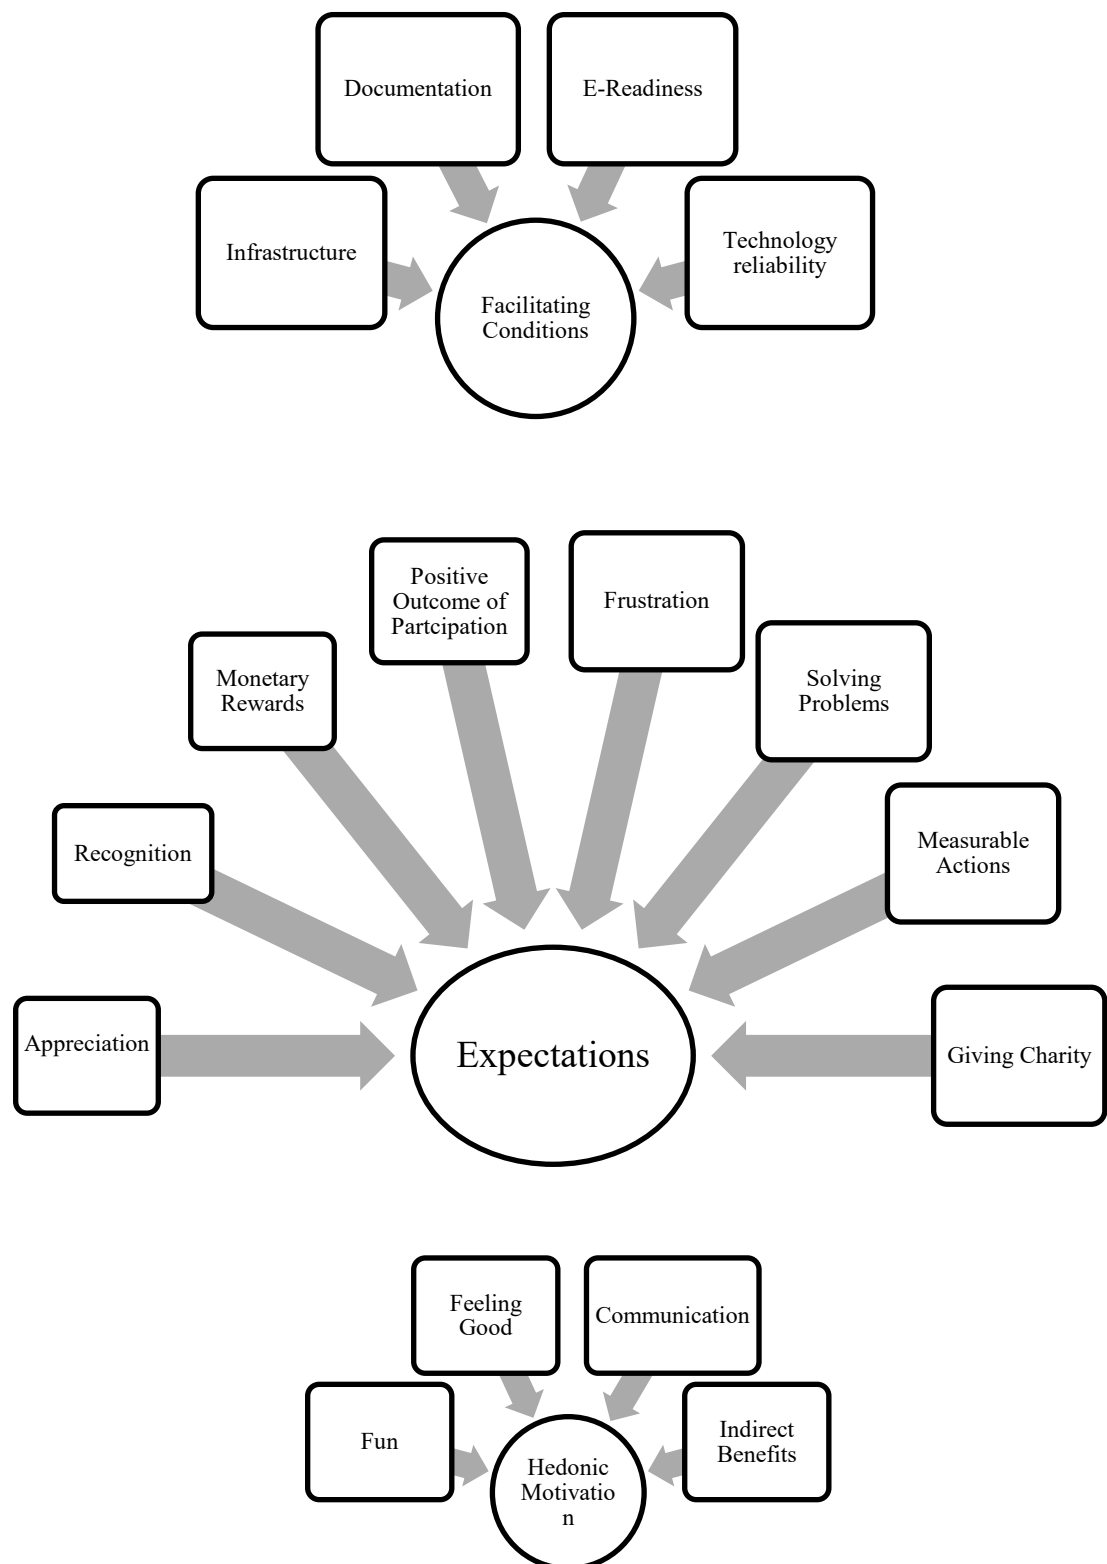 Documentation
E-Readiness
Infrastructure
Technology
reliability
Facilitating
Conditions
Positive
Outcome of
Partcipation
Frustration
Monetary
Rewards
Solving
Problems
Recognition
Measurable
Actions
Appreciation
Expectations
Giving Charity
Feeling
Good
Communication
Fun
Indirect
Benefits
Hedonic
Motivatio
n